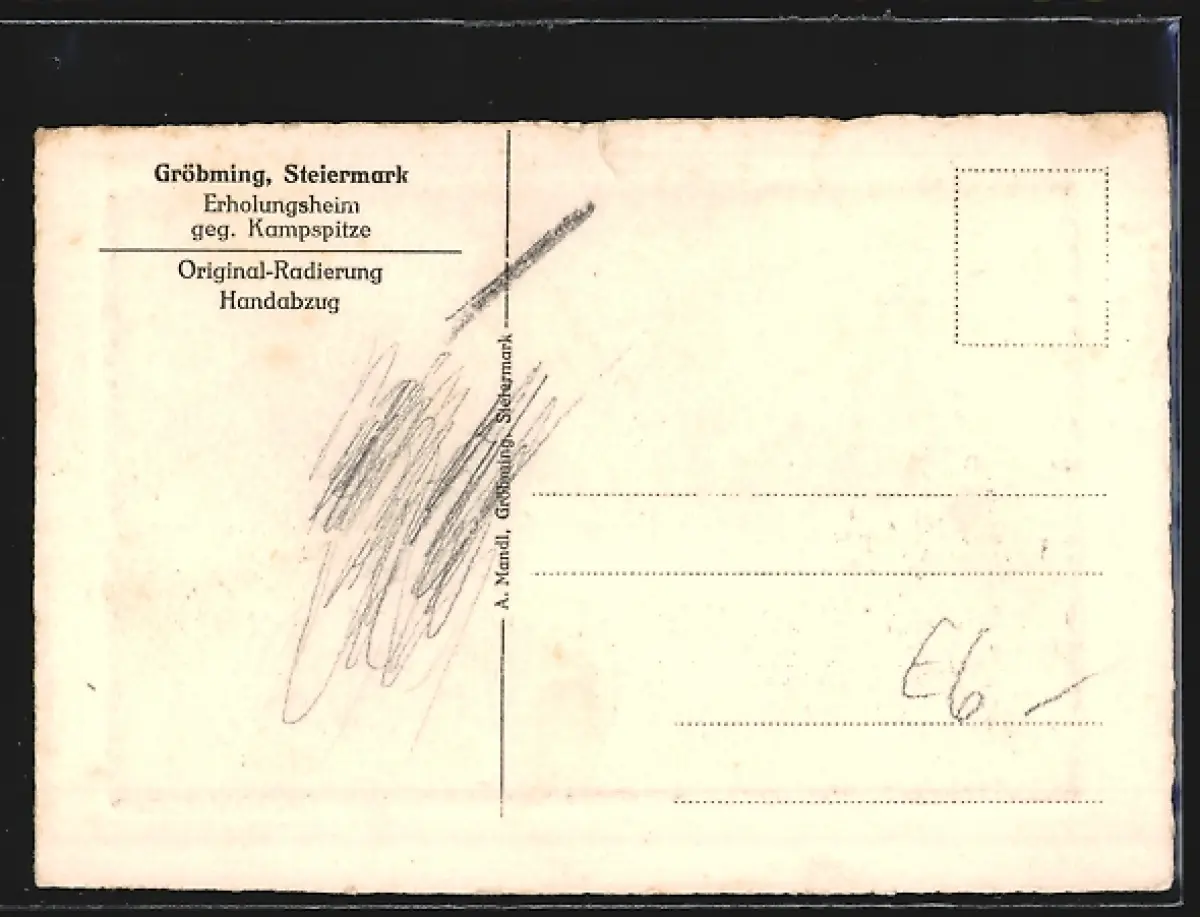 Gröbming, Steiermark
Erholungsheim
geg. Kampspitze
Original-Radierung
Handabzug
A. Mandl, Gröbming, Steiermark
E6 –